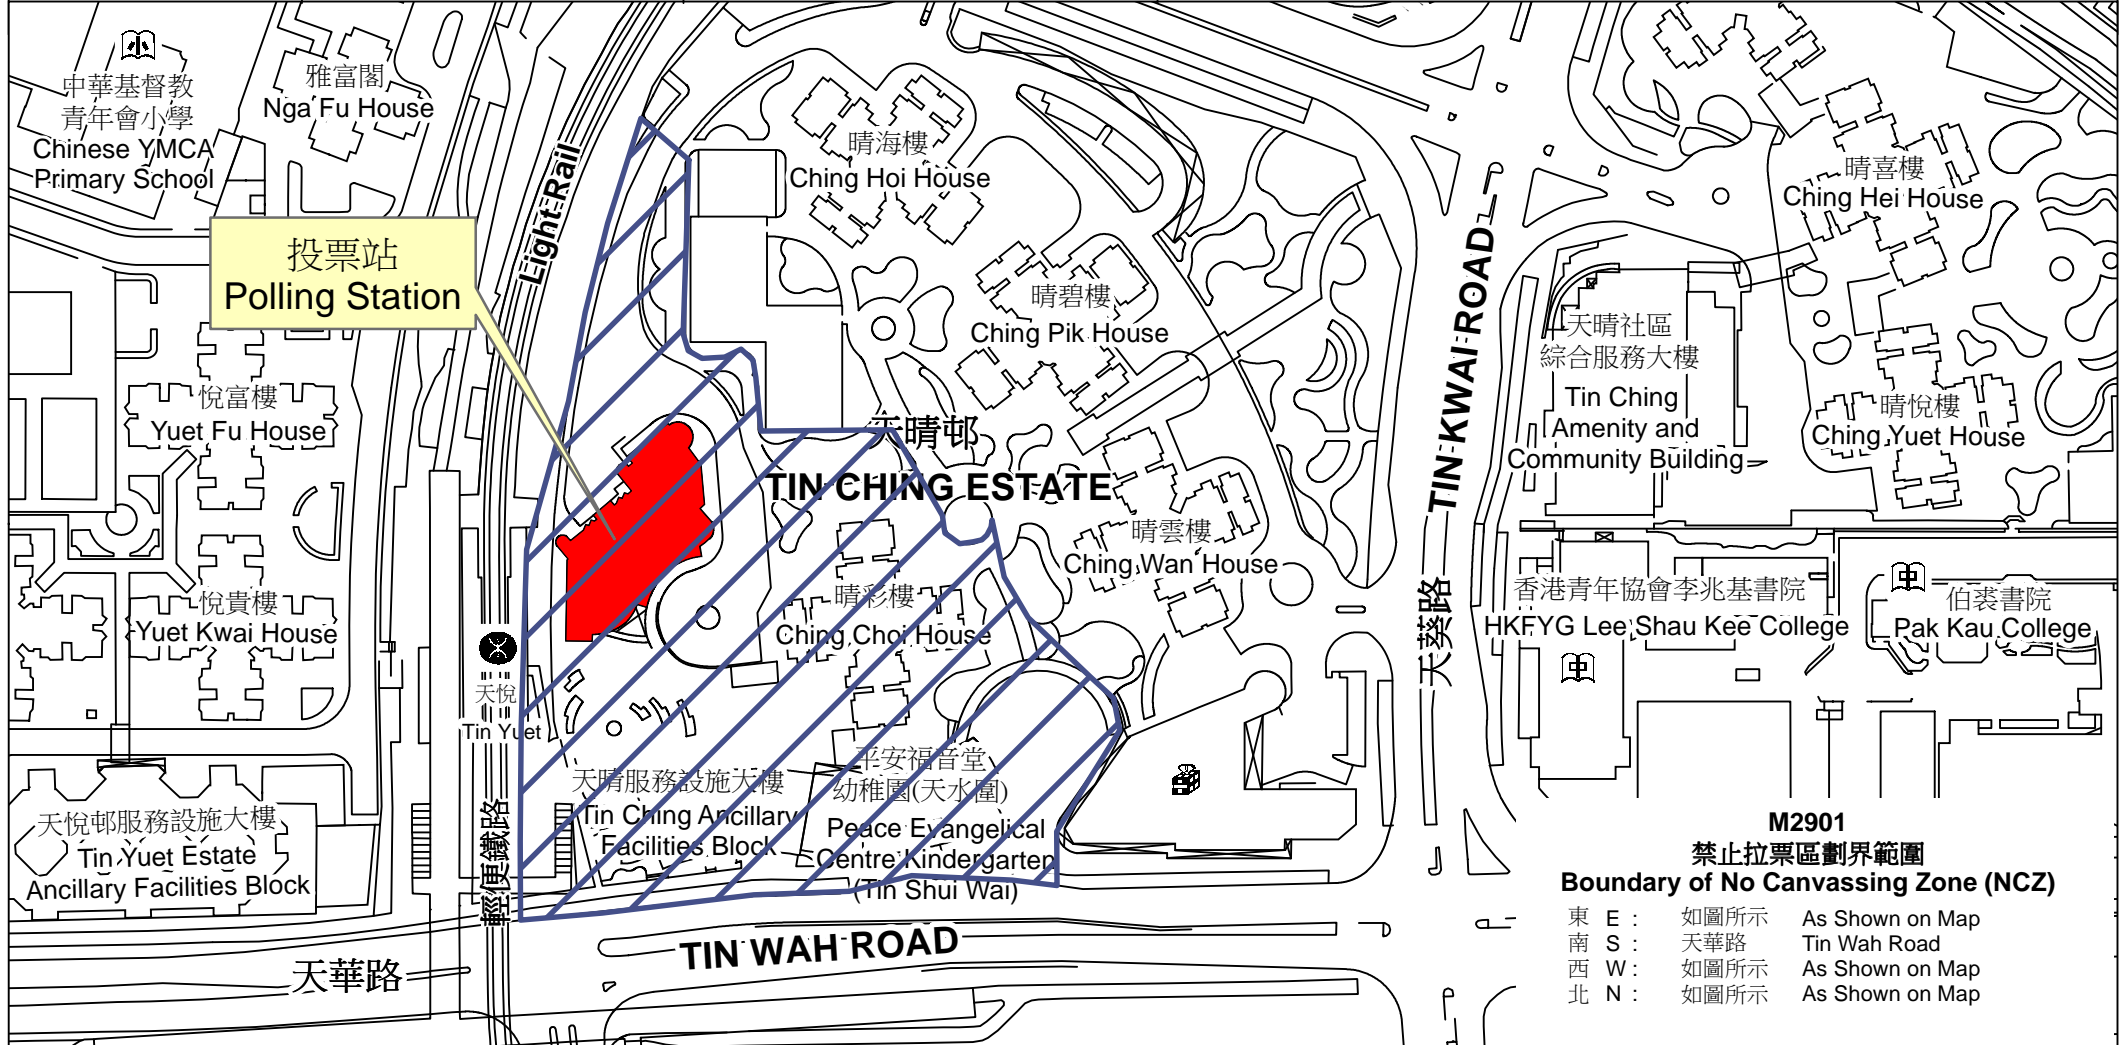 中華基督教
青年會小學
Chinese YMCA
Primary School
雅富閣
Nga Fu House
投票站
Polling Station
Light Rail
晴海樓
Ching Hoi House
晴碧樓
Ching Pik House
天晴邨
TIN CHING ESTATE
晴雲樓
Ching Wan House
晴彩樓
Ching Choi House
悅富樓
Yuet Fu House
悅貴樓
Yuet Kwai House
天悅
Tin Yuet
天悅邨服務設施大樓
Tin Yuet Estate
Ancillary Facilities Block
輕便鐵路
天晴服務設施大樓
Tin Ching Ancillary
Facilities Block
平安福音堂
幼稚園(天水圍)
Peace Evangelical
Centre Kindergarten
(Tin Shui Wai)
天華路
TIN WAH ROAD
TIN KWAI ROAD
天葵路
晴喜樓
Ching Hei House
天晴社區
綜合服務大樓
Tin Ching
Amenity and
Community Building
晴悅樓
Ching Yuet House
香港青年協會李兆基書院
HKFYG Lee Shau Kee College
伯裘書院
Pak Kau College
M2901
禁止拉票區劃界範圍
Boundary of No Canvassing Zone (NCZ)
東 E : 如圖所示 As Shown on Map
南 S : 天華路 Tin Wah Road
西 W : 如圖所示 As Shown on Map
北 N : 如圖所示 As Shown on Map